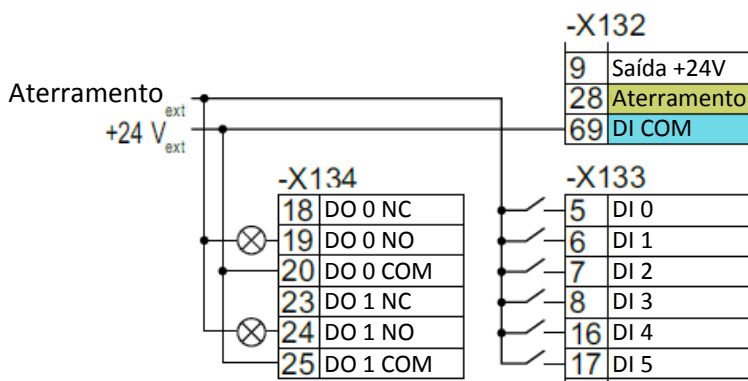 -X132
9 Saída +24V
28 Aterramento
69 DI COM
Aterramento ext
+24 V ext
-X134
18 DO 0 NC
19 DO 0 NO
20 DO 0 COM
23 DO 1 NC
24 DO 1 NO
25 DO 1 COM
-X133
5 DI 0
6 DI 1
7 DI 2
8 DI 3
16 DI 4
17 DI 5